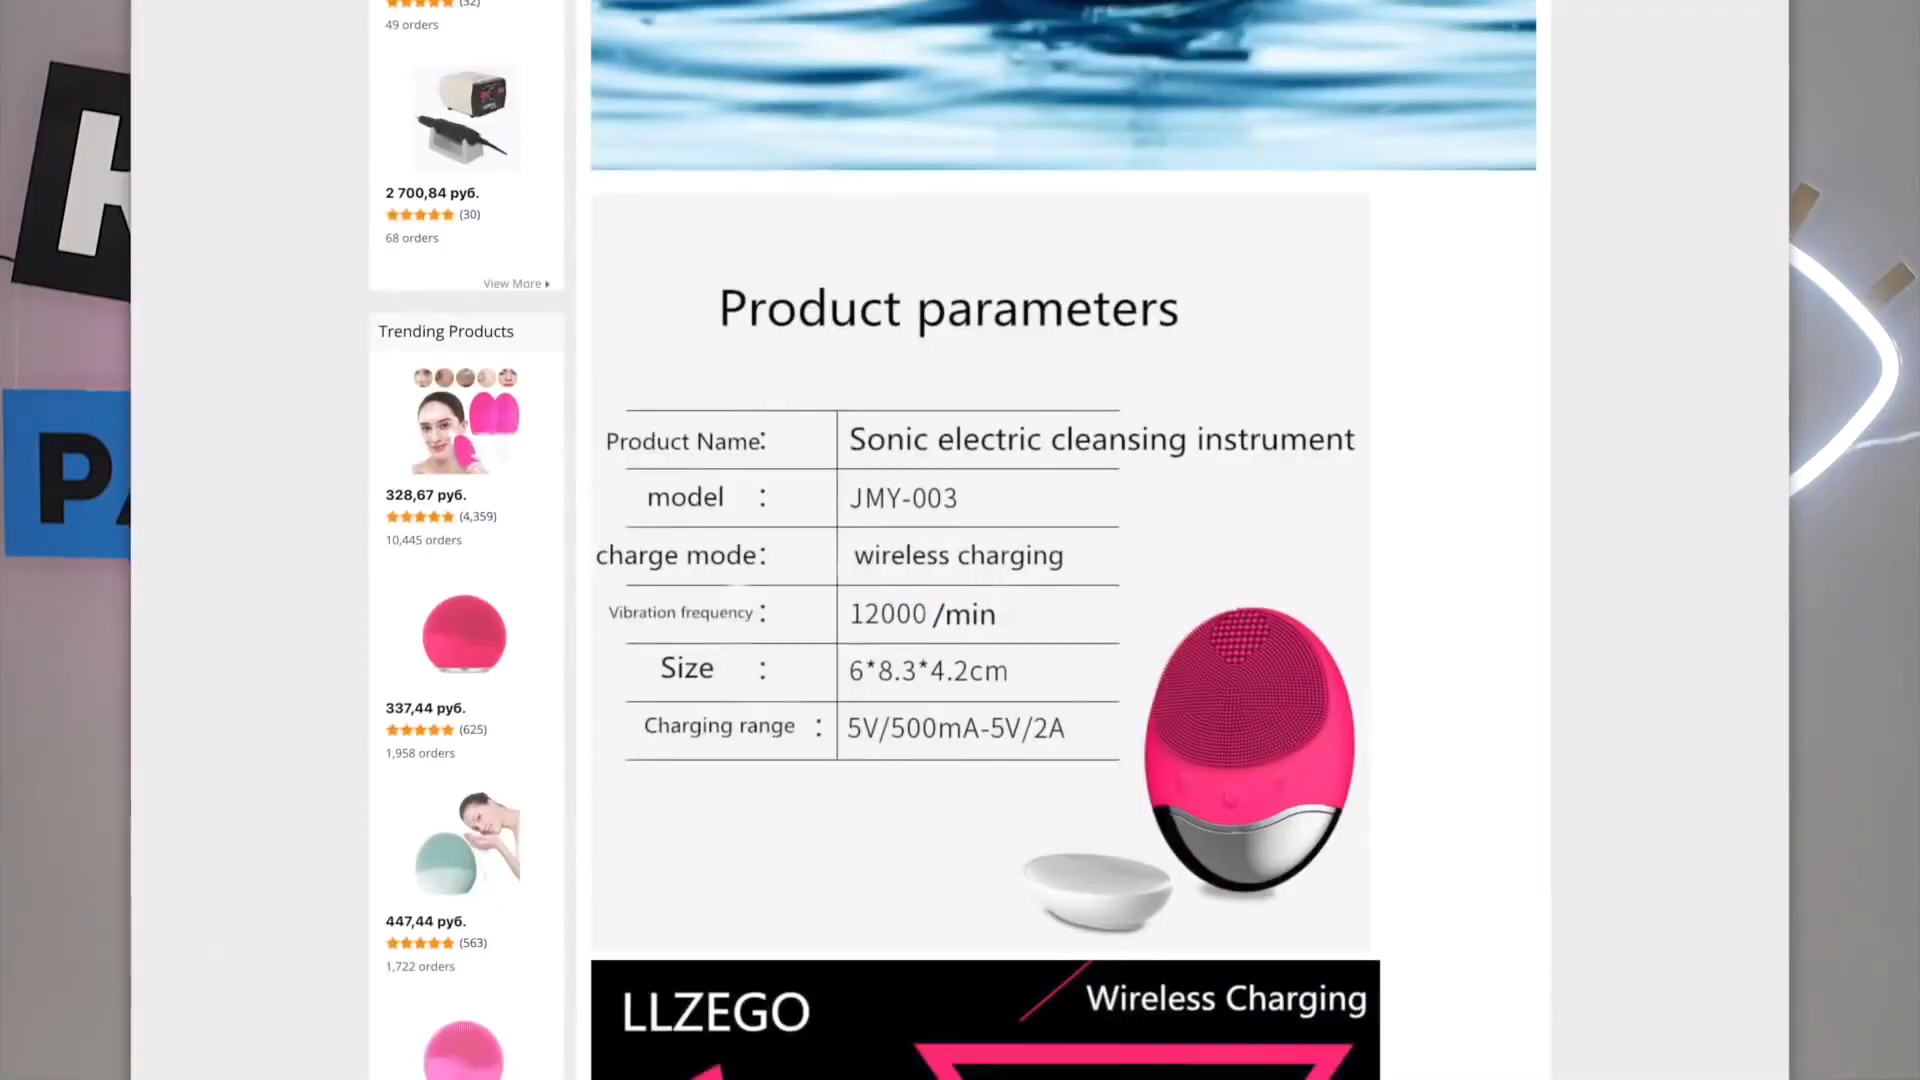 (32)
49 orders
2 700,84 руб.
(30)
68 orders
View More
Trending Products
328,67 руб.
(4,359)
10,445 orders
337,44 руб.
(625)
1,958 orders
447,44 руб.
(563)
1,722 orders
Product parameters
Product Name: Sonic electric cleansing instrument
model : JMY-003
charge mode: wireless charging
Vibration frequency : 12000 /min
Size : 6*8.3*4.2cm
Charging range : 5V/500mA-5V/2A
LLZEGO
Wireless Charging